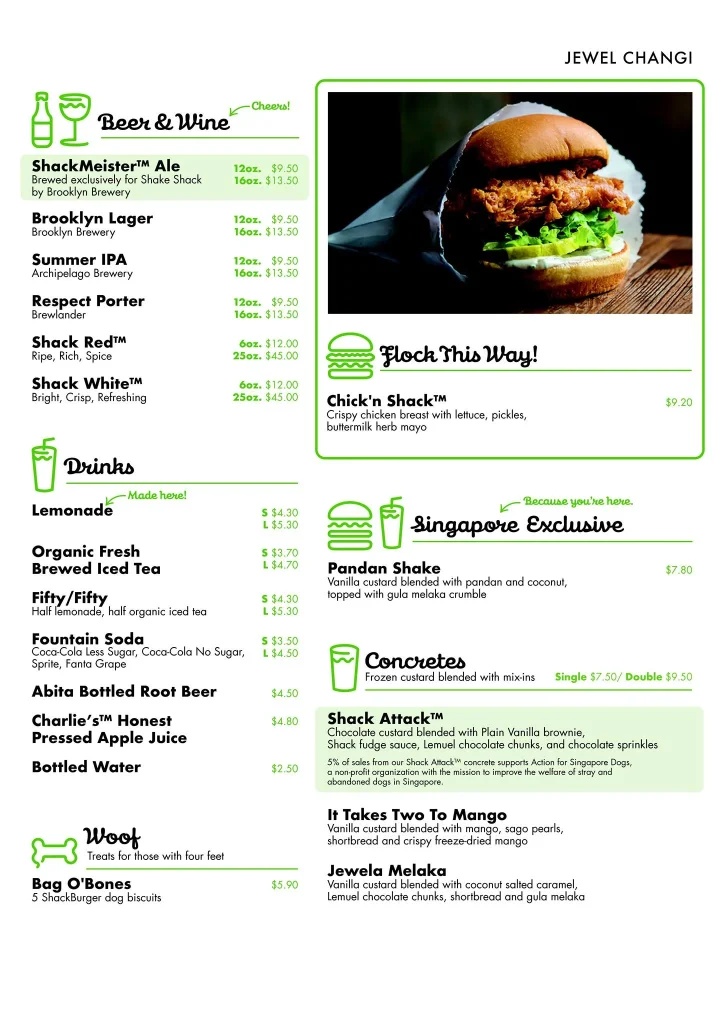 JEWEL CHANGI
Beer & Wine
Cheers!
ShackMeister™ Ale
12oz. $9.50
Brewed exclusively for Shake Shack
16oz. $13.50
by Brooklyn Brewery
Brooklyn Lager
12oz. $9.50
Brooklyn Brewery
16oz. $13.50
Summer IPA
12oz. $9.50
Archipelago Brewery
16oz. $13.50
Respect Porter
12oz. $9.50
Brewlander
16oz. $13.50
Shack Red™
6oz. $12.00
Ripe, Rich, Spice
25oz. $45.00
Shack White™
6oz. $12.00
Bright, Crisp, Refreshing
25oz. $45.00
Drinks
Made here!
Lemonade
S $4.30
L $5.30
Organic Fresh
S $3.70
Brewed Iced Tea
L $4.70
Fifty/Fifty
S $4.30
Half lemonade, half organic iced tea
L $5.30
Fountain Soda
S $3.50
Coca-Cola Less Sugar, Coca-Cola No Sugar,
L $4.50
Sprite, Fanta Grape
Abita Bottled Root Beer
$4.50
Charlie's™ Honest
$4.80
Pressed Apple Juice
Bottled Water
$2.50
Woof
Treats for those with four feet
Bag O'Bones
$5.90
5 ShackBurger dog biscuits
Flock This Way!
Chick'n Shack™
$9.20
Crispy chicken breast with lettuce, pickles,
buttermilk herb mayo
Because you're here.
Singapore Exclusive
Pandan Shake
$7.80
Vanilla custard blended with pandan and coconut,
topped with gula melaka crumble
Concretes
Frozen custard blended with mix-ins
Single $7.50/ Double $9.50
Shack Attack™
Chocolate custard blended with Plain Vanilla brownie,
Shack fudge sauce, Lemuel chocolate chunks, and chocolate sprinkles
5% of sales from our Shack Attack™ concrete supports Action for Singapore Dogs,
a non-profit organization with the mission to improve the welfare of stray and
abandoned dogs in Singapore.
It Takes Two To Mango
Vanilla custard blended with mango, sago pearls,
shortbread and crispy freeze-dried mango
Jewela Melaka
Vanilla custard blended with coconut salted caramel,
Lemuel chocolate chunks, shortbread and gula melaka